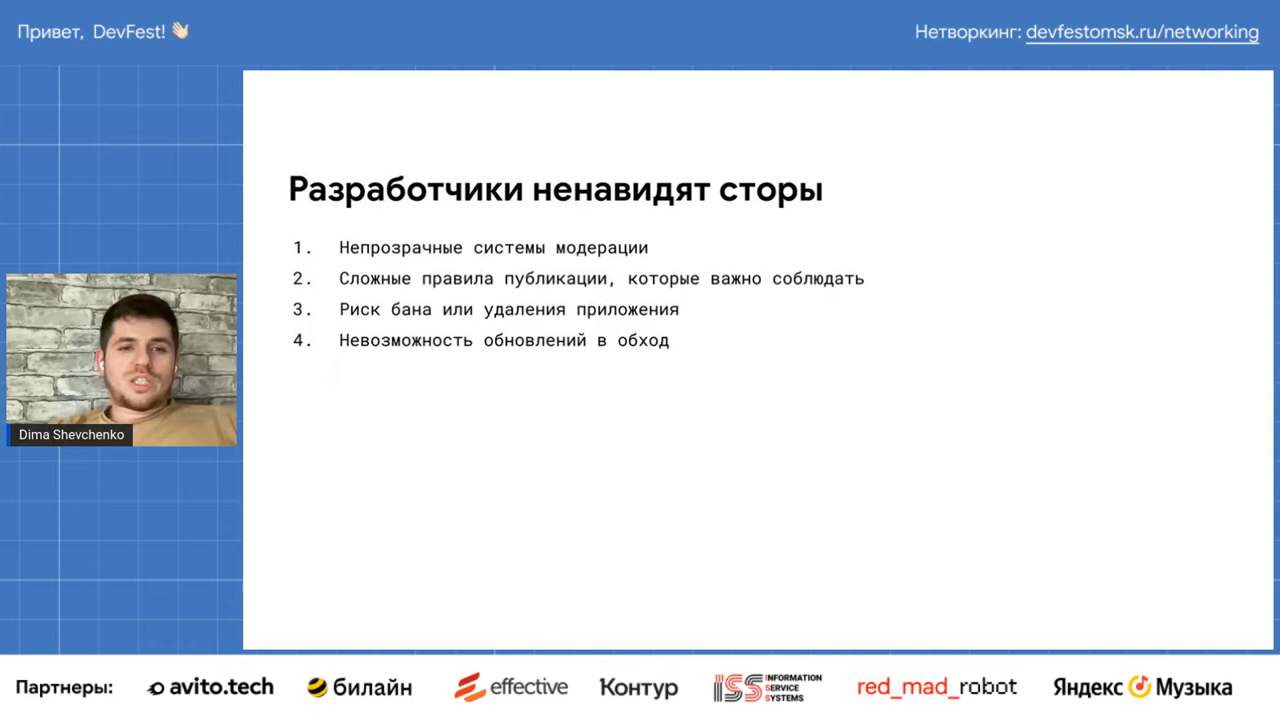 Привет, DevFest! 👋🏻
Нетворкинг: devfestomsk.ru/networking
Разработчики ненавидят сторы
1. Непрозрачные системы модерации
2. Сложные правила публикации, которые важно соблюдать
3. Риск бана или удаления приложения
4. Невозможность обновлений в обход
Dima Shevchenko
Партнеры: avito.tech билайн effective Контур ISS INFORMATION SERVICE SYSTEMS red_mad_robot Яндекс Музыка